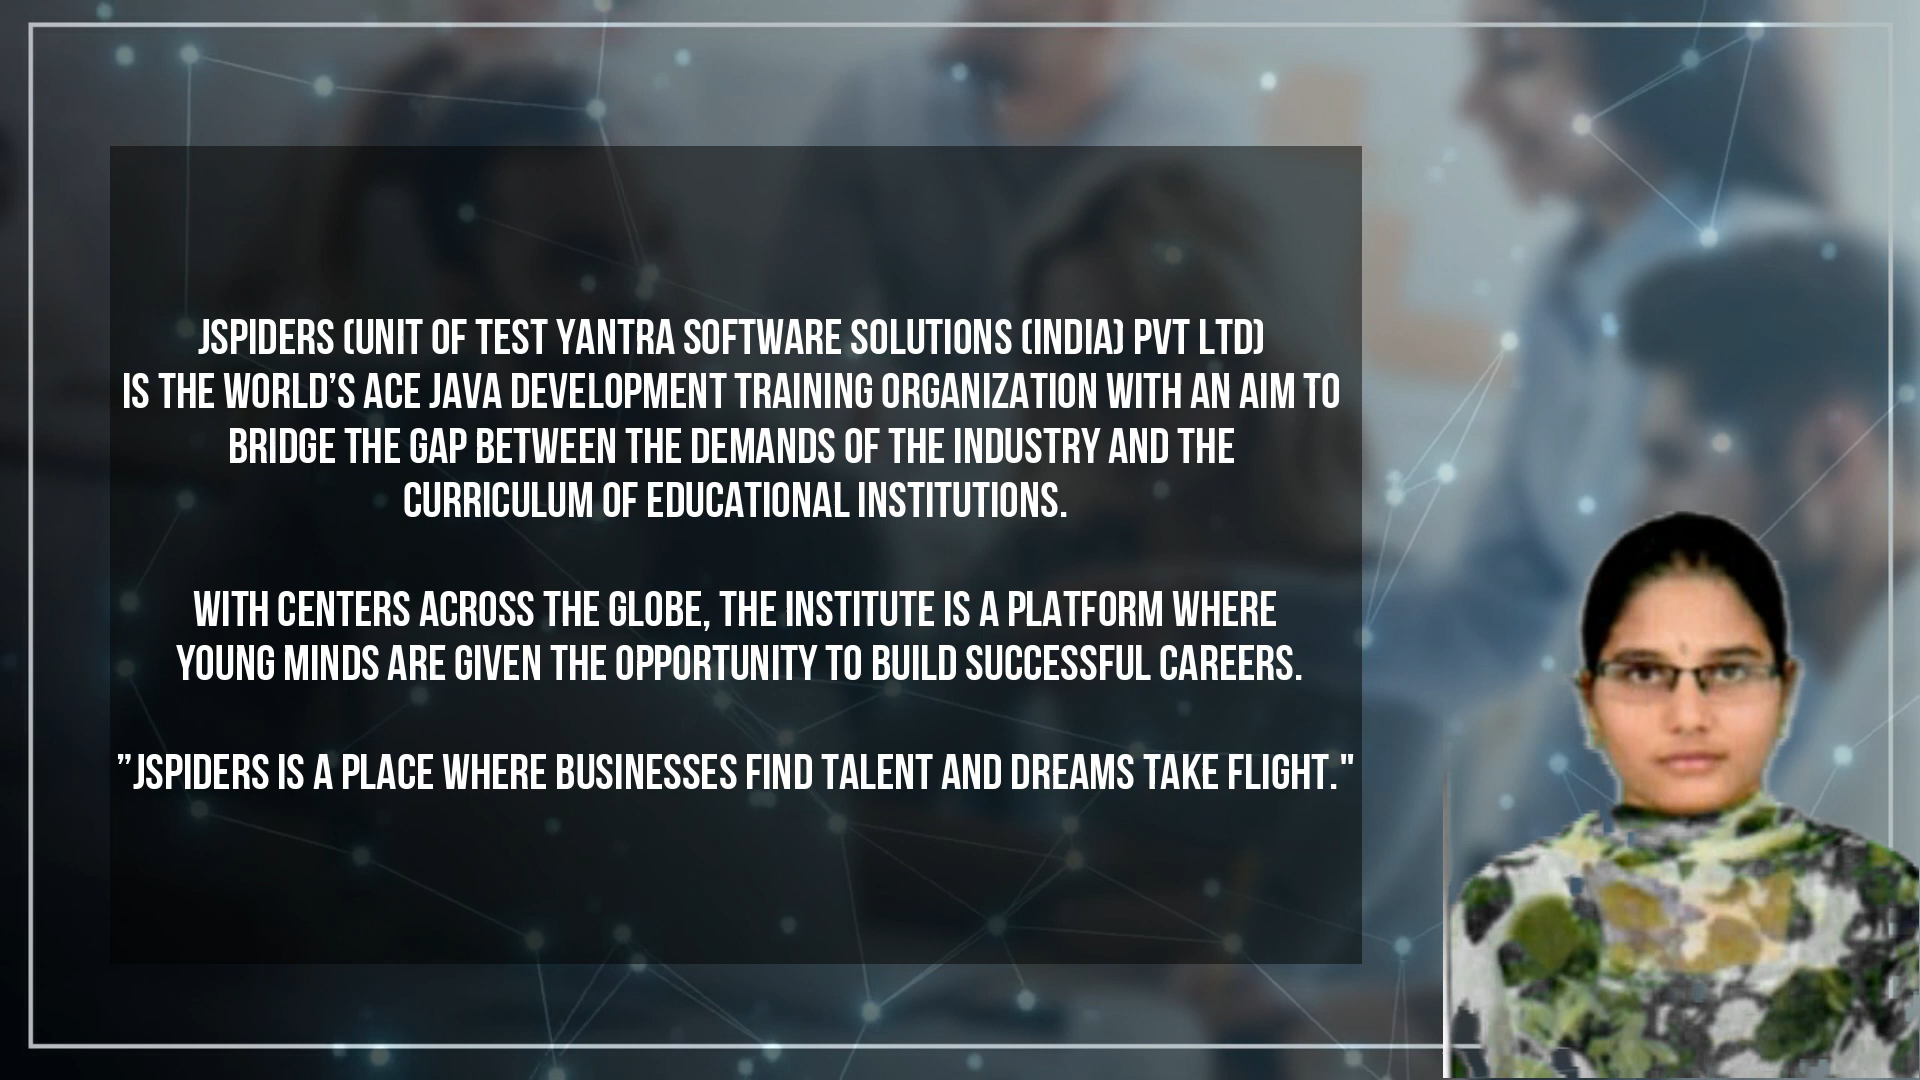 JSPIDERS (UNIT OF TEST YANTRA SOFTWARE SOLUTIONS (INDIA) PVT LTD)
IS THE WORLD’S ACE JAVA DEVELOPMENT TRAINING ORGANIZATION WITH AN AIM TO
BRIDGE THE GAP BETWEEN THE DEMANDS OF THE INDUSTRY AND THE
CURRICULUM OF EDUCATIONAL INSTITUTIONS.
WITH CENTERS ACROSS THE GLOBE, THE INSTITUTE IS A PLATFORM WHERE
YOUNG MINDS ARE GIVEN THE OPPORTUNITY TO BUILD SUCCESSFUL CAREERS.
”JSPIDERS IS A PLACE WHERE BUSINESSES FIND TALENT AND DREAMS TAKE FLIGHT."